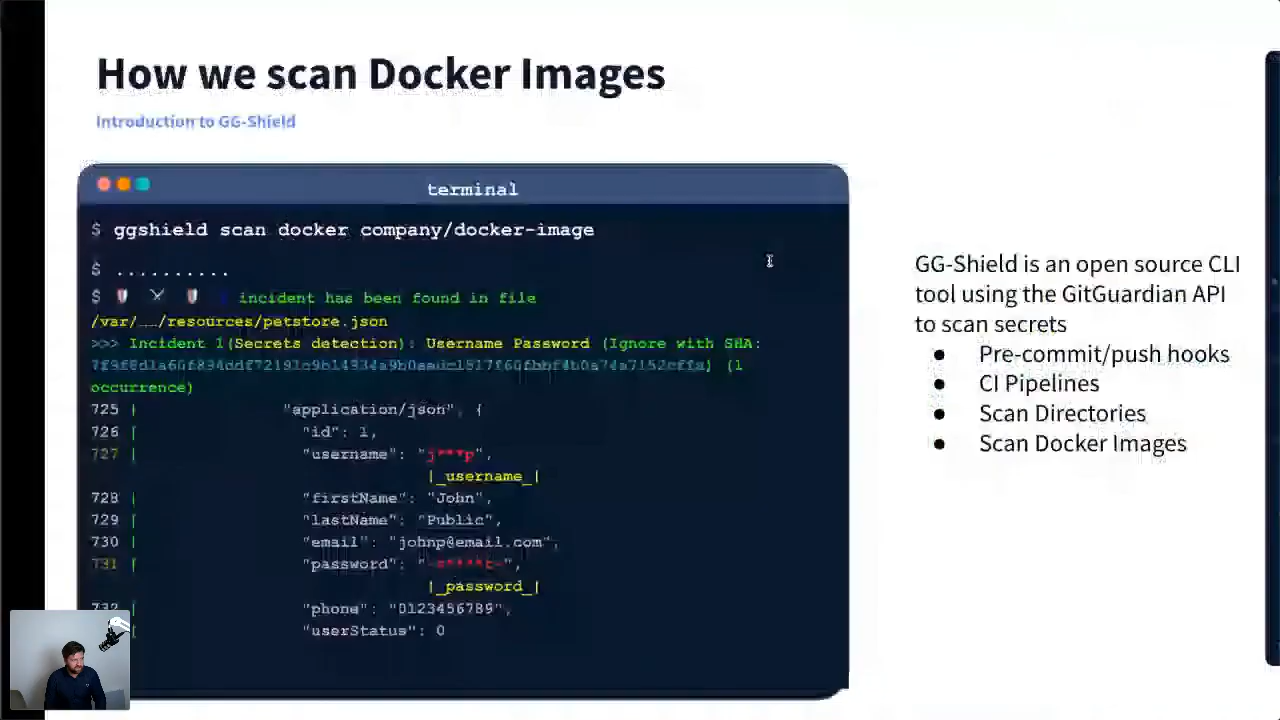 How we scan Docker Images
Introduction to GG-Shield
terminal
$ ggshield scan docker company/docker-image
$ ..........
$ incident has been found in file
/var/……/resources/petstore.json
>>> Incident 1(Secrets detection): Username Password (Ignore with SHA:
) (1
occurrence)
725 | "application/json", {
726 | "id": 1,
727 | "username": "j***p",
|_username_|
728 | "firstName": "John",
729 | "lastName": "Public",
730 | "email": "johnp@email.com",
731 | "password":
|_password_|
732 "phone": "0123456789",
| "userStatus": 0
GG-Shield is an open source CLI
tool using the GitGuardian API
to scan secrets
● Pre-commit/push hooks
● CI Pipelines
● Scan Directories
● Scan Docker Images